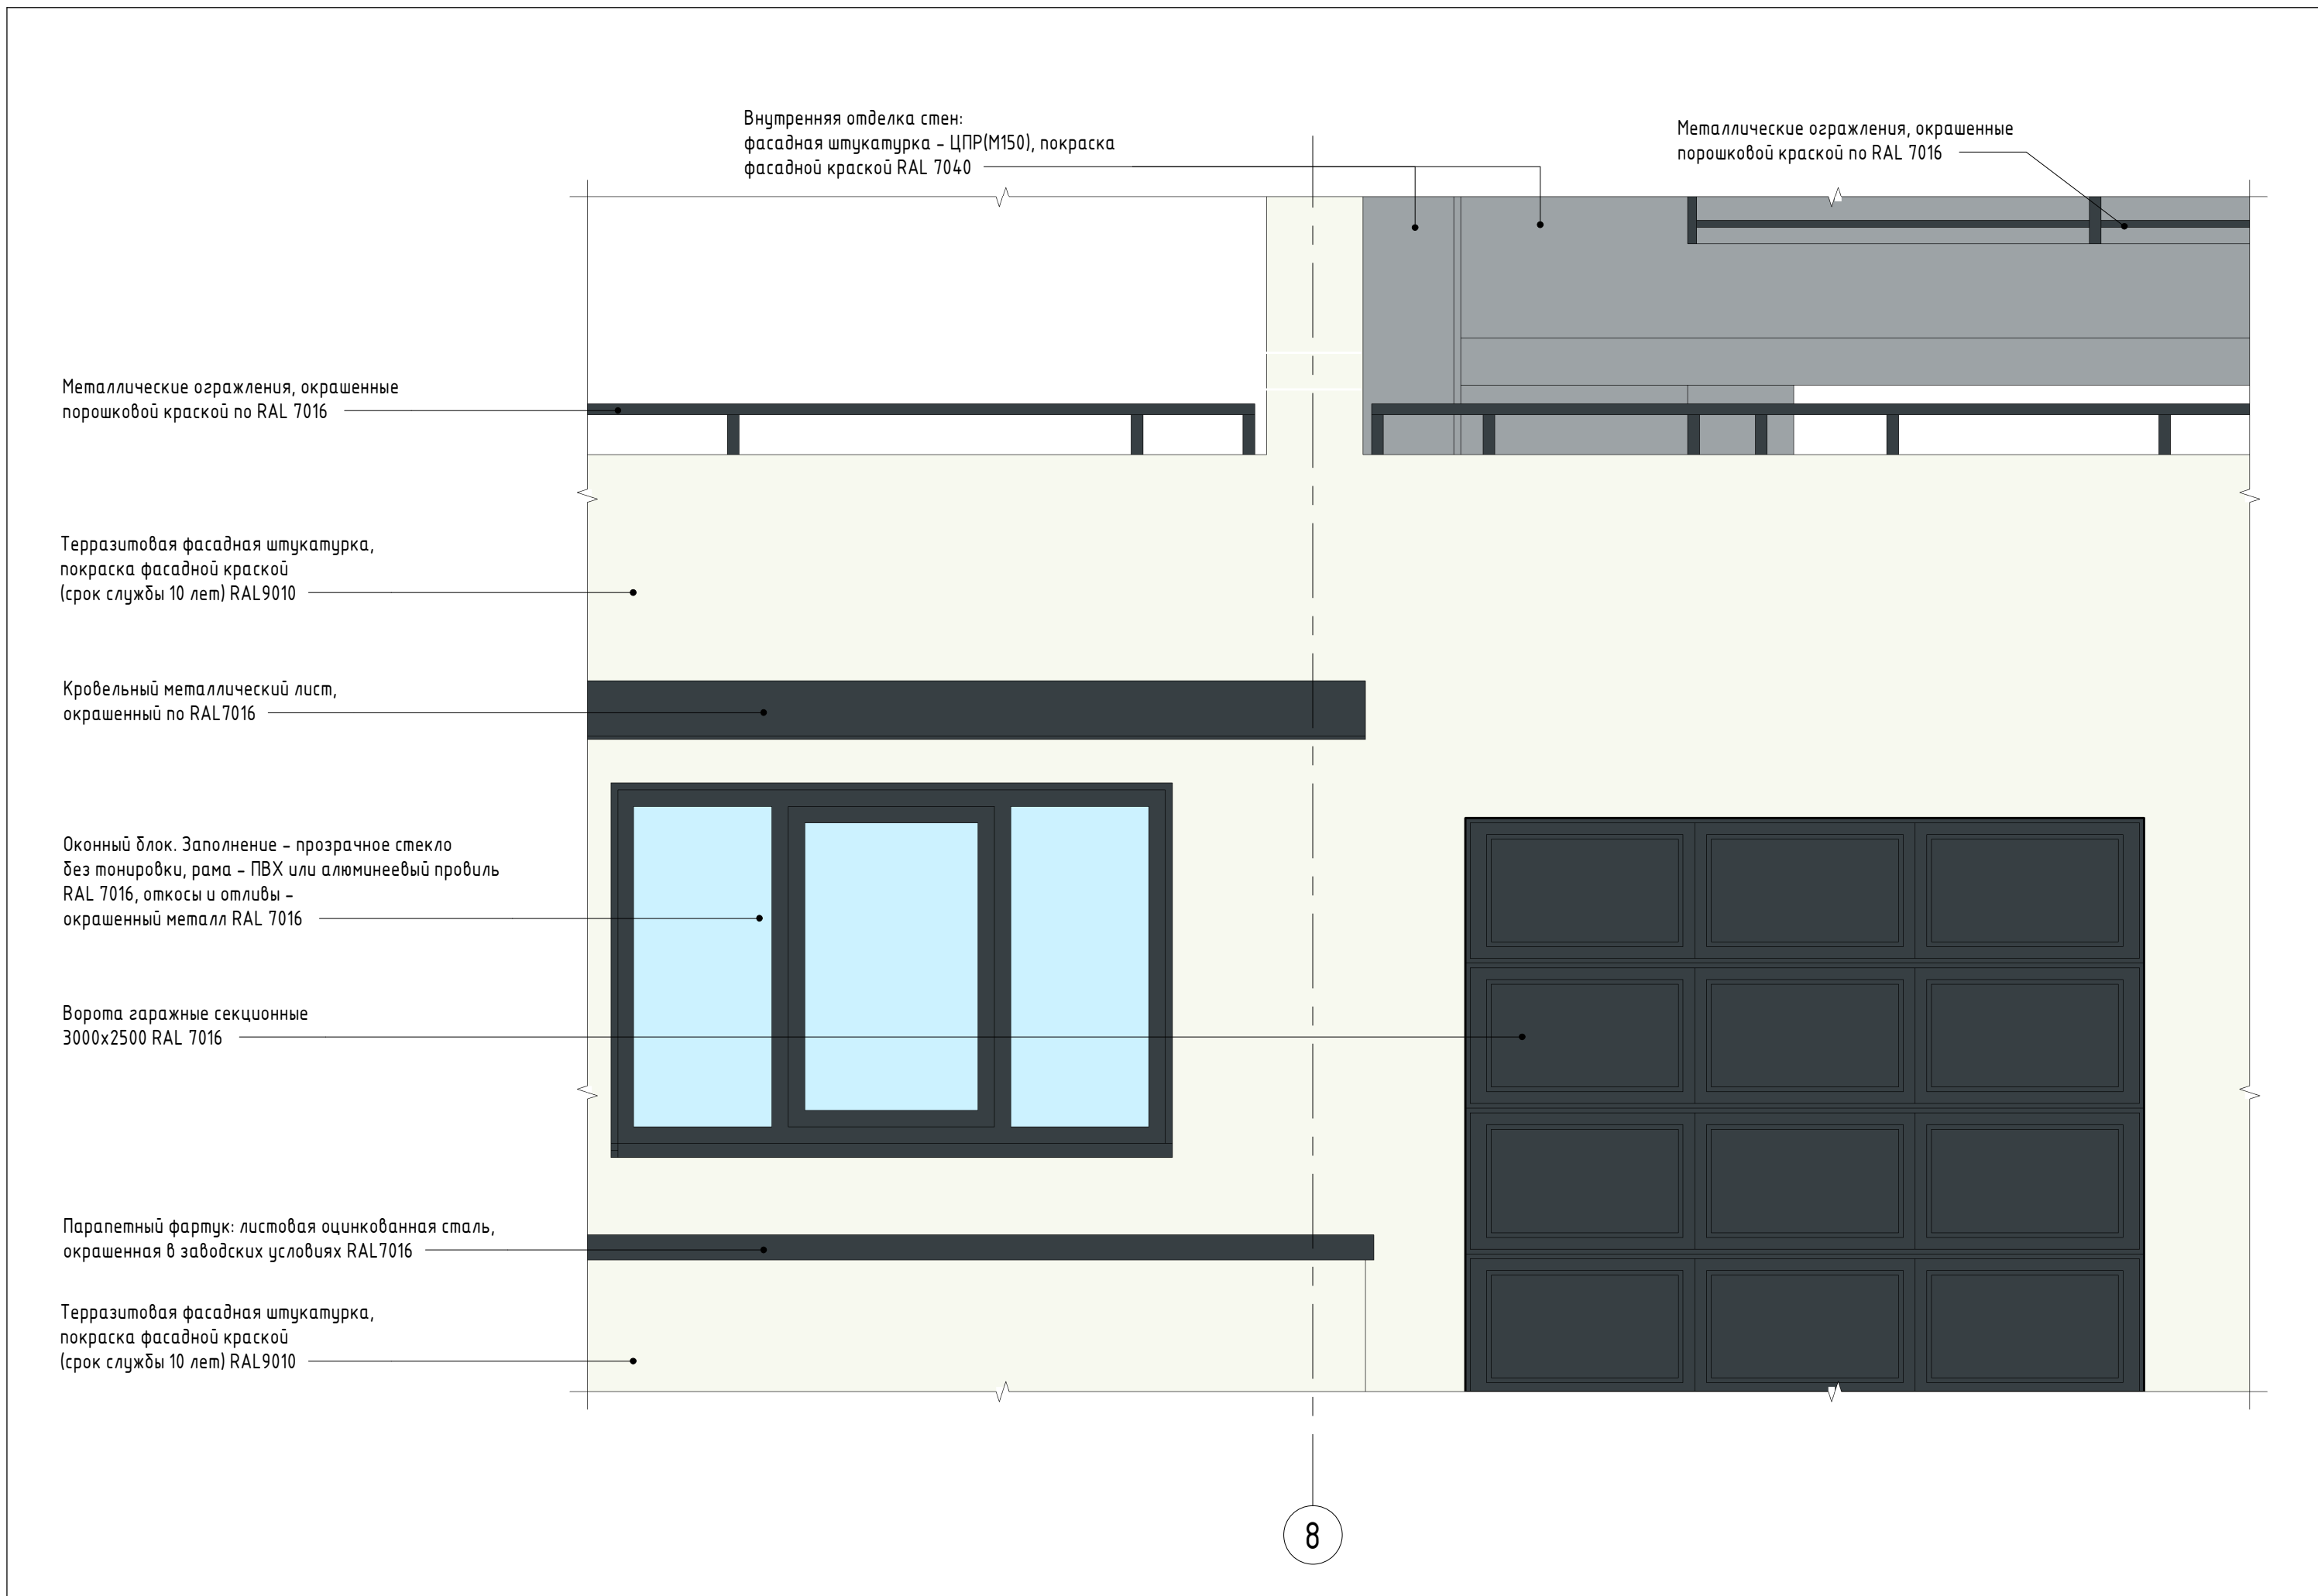 Внутренняя отделка стен:
фасадная штукатурка - ЦПР(М150), покраска
фасадной краской RAL 7040
Металлические огражления, окрашенные
порошковой краской по RAL 7016
Металлические огражления, окрашенные
порошковой краской по RAL 7016
Терразитовая фасадная штукатурка,
покраска фасадной краской
(срок службы 10 лет) RAL9010
Кровельный металлический лист,
окрашенный по RAL7016
Оконный блок. Заполнение - прозрачное стекло
без тонировки, рама - ПВХ или алюминеевый провиль
RAL 7016, откосы и отливы -
окрашенный металл RAL 7016
Ворота гаражные секционные
3000х2500 RAL 7016
Парапетный фартук: листовая оцинкованная сталь,
окрашенная в заводских условиях RAL7016
Терразитовая фасадная штукатурка,
покраска фасадной краской
(срок службы 10 лет) RAL9010
8